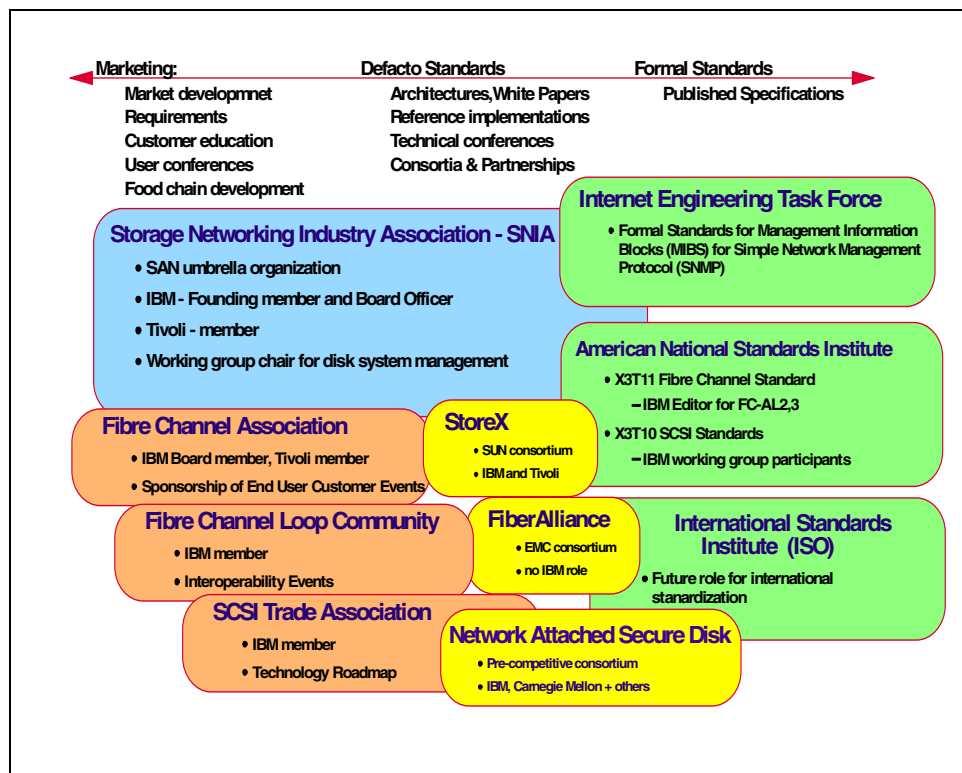 Marketing:
Market developmnet
Requirements
Customer education
User conferences
Food chain development
Defacto Standards
Architectures,White Papers
Reference implementations
Technical conferences
Consortia & Partnerships
Formal Standards
Published Specifications
Internet Engineering Task Force
• Formal Standards for Management Information
Blocks (MIBS) for Simple Network Management
Protocol (SNMP)
Storage Networking Industry Association - SNIA
• SAN umbrella organization
• IBM - Founding member and Board Officer
• Tivoli - member
• Working group chair for disk system management
American National Standards Institute
• X3T11 Fibre Channel Standard
– IBM Editor for FC-AL2,3
• X3T10 SCSI Standards
– IBM working group participants
Fibre Channel Association
• IBM Board member, Tivoli member
• Sponsorship of End User Customer Events
StoreX
• SUN consortium
• IBM and Tivoli
Fibre Channel Loop Community
• IBM member
• Interoperability Events
FiberAlliance
• EMC consortium
• no IBM role
International Standards
Institute (ISO)
• Future role for international
stanardization
SCSI Trade Association
• IBM member
• Technology Roadmap
Network Attached Secure Disk
• Pre-competitive consortium
• IBM, Carnegie Mellon + others